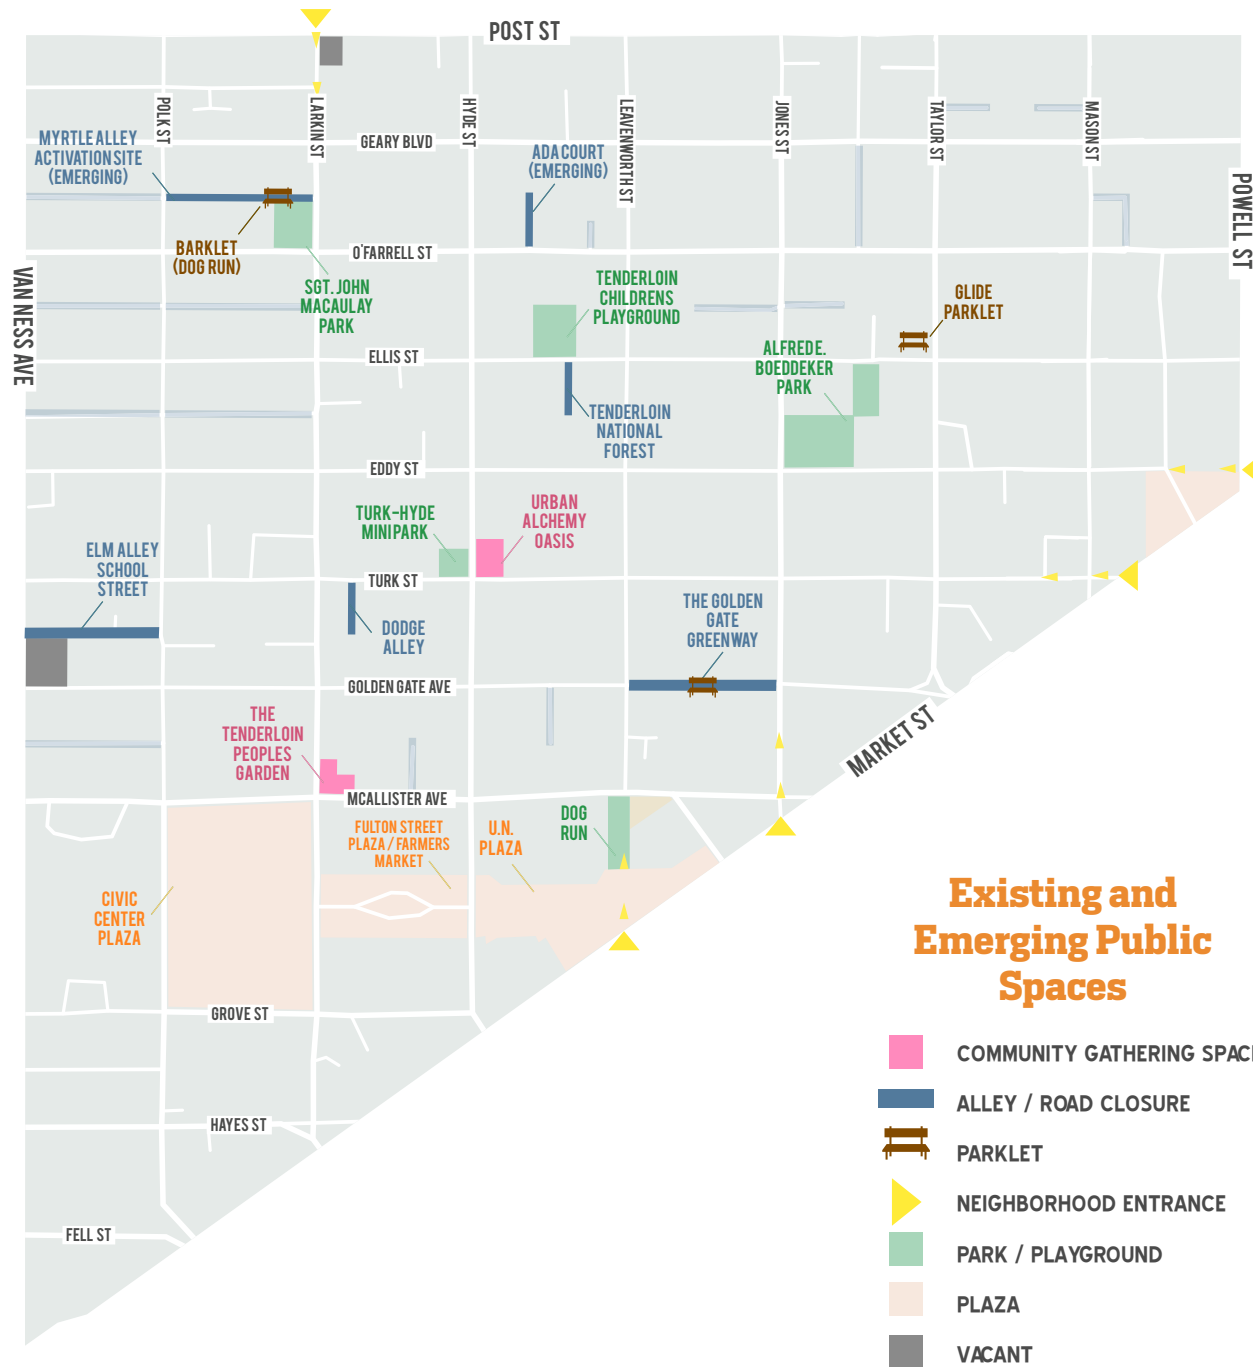 POST ST
POLK ST
LARKIN ST
HYDE ST
LEAVENWORTH ST
JONES ST
TAYLOR ST
MASON ST
POWELL ST
VAN NESS AVE
GEARY BLVD
MYRTLE ALLEY
ACTIVATION SITE
(EMERGING)
ADA COURT
(EMERGING)
BARKLET
(DOG RUN)
O'FARRELL ST
SGT. JOHN
MACAULAY
PARK
TENDERLOIN
CHILDRENS
PLAYGROUND
GLIDE
PARKLET
ELLIS ST
ALFRED E.
BOEDDEKER
PARK
TENDERLOIN
NATIONAL
FOREST
EDDY ST
TURK-HYDE
MINI PARK
URBAN
ALCHEMY
OASIS
ELM ALLEY
SCHOOL
STREET
TURK ST
DODGE
ALLEY
THE GOLDEN
GATE
GREENWAY
GOLDEN GATE AVE
THE
TENDERLOIN
PEOPLES
GARDEN
MARKET ST
MCALLISTER AVE
FULTON STREET
PLAZA / FARMERS
MARKET
U.N.
PLAZA
DOG
RUN
CIVIC
CENTER
PLAZA
GROVE ST
HAYES ST
FELL ST
Existing and
Emerging Public
Spaces
COMMUNITY GATHERING SPAC
ALLEY / ROAD CLOSURE
PARKLET
NEIGHBORHOOD ENTRANCE
PARK / PLAYGROUND
PLAZA
VACANT